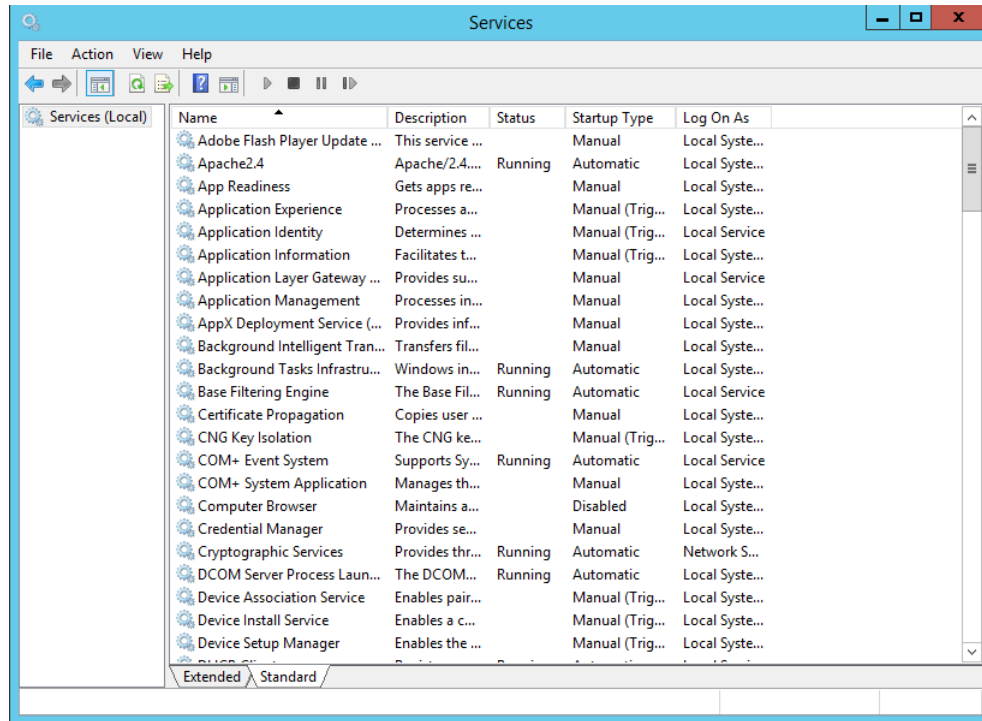 Services
File Action View Help
Services (Local)
Name Description Status Startup Type Log On As
Adobe Flash Player Update ... This service ... Manual Local Syste...
Apache2.4 Apache/2.4.... Running Automatic Local Syste...
App Readiness Gets apps re... Manual Local Syste...
Application Experience Processes a... Manual (Trig... Local Syste...
Application Identity Determines ... Manual (Trig... Local Service
Application Information Facilitates t... Manual (Trig... Local Syste...
Application Layer Gateway ... Provides su... Manual Local Service
Application Management Processes in... Manual Local Syste...
AppX Deployment Service (... Provides inf... Manual Local Syste...
Background Intelligent Tran... Transfers fil... Manual Local Syste...
Background Tasks Infrastru... Windows in... Running Automatic Local Syste...
Base Filtering Engine The Base Fil... Running Automatic Local Service
Certificate Propagation Copies user ... Manual Local Syste...
CNG Key Isolation The CNG ke... Manual (Trig... Local Syste...
COM+ Event System Supports Sy... Running Automatic Local Service
COM+ System Application Manages th... Manual Local Syste...
Computer Browser Maintains a... Disabled Local Syste...
Credential Manager Provides se... Manual Local Syste...
Cryptographic Services Provides thr... Running Automatic Network S...
DCOM Server Process Laun... The DCOM... Running Automatic Local Syste...
Device Association Service Enables pair... Manual (Trig... Local Syste...
Device Install Service Enables a c... Manual (Trig... Local Syste...
Device Setup Manager Enables the ... Manual (Trig... Local Syste...
Extended Standard